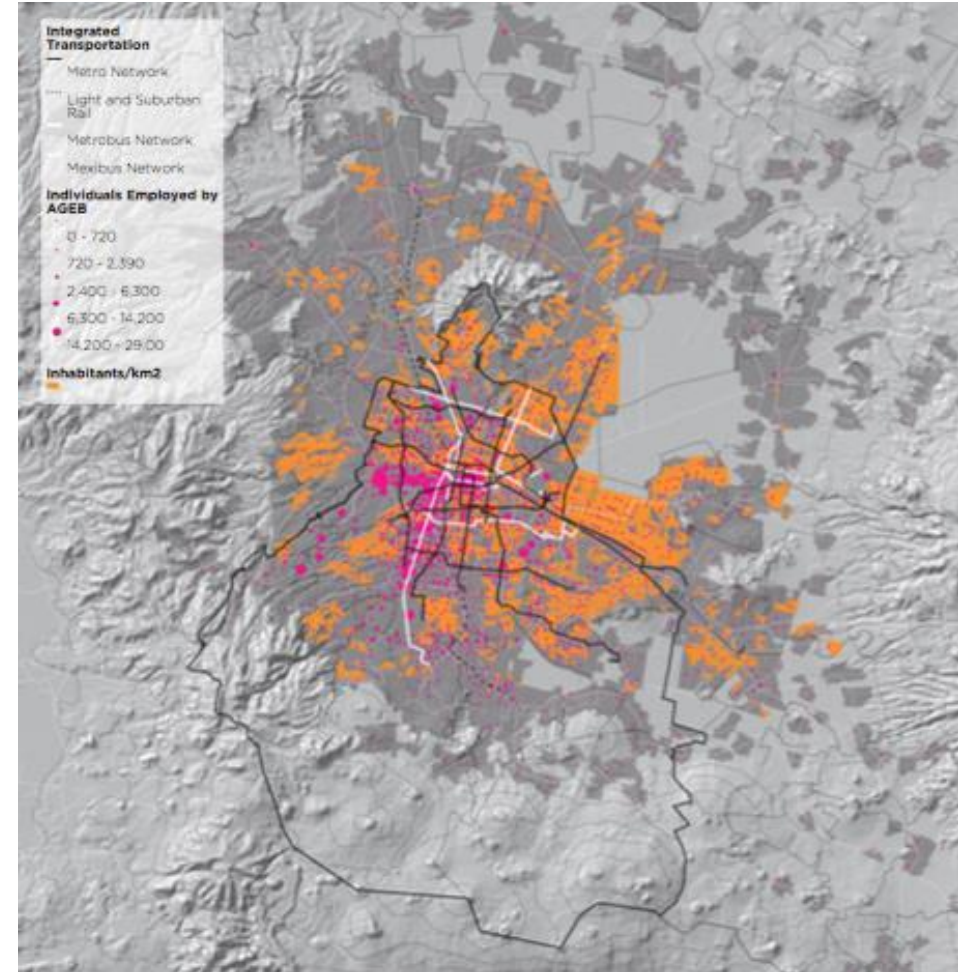 Integrated
Transportation
Metro Network
Light and Suburban
Rail
Metrobus Network
Mexibus Network
Individuals Employed by
AGEB
0 - 720
720 - 2,390
2,400 - 6,300
6,300 - 14,200
14,200 - 29,00
Inhabitants/km2